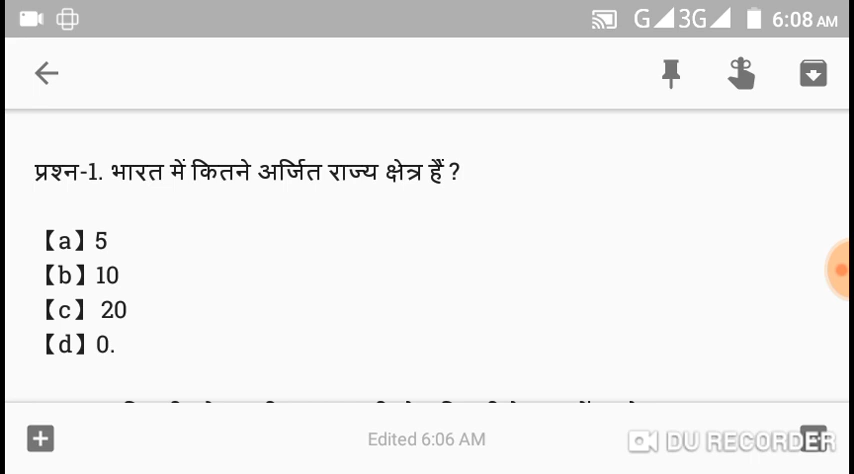 G 3G 6:08 AM
प्रश्न-1. भारत में कितने अर्जित राज्य क्षेत्र हैं ?
【a】5
【b】10
【c】 20
【d】0.
Edited 6:06 AM
DU RECORDER